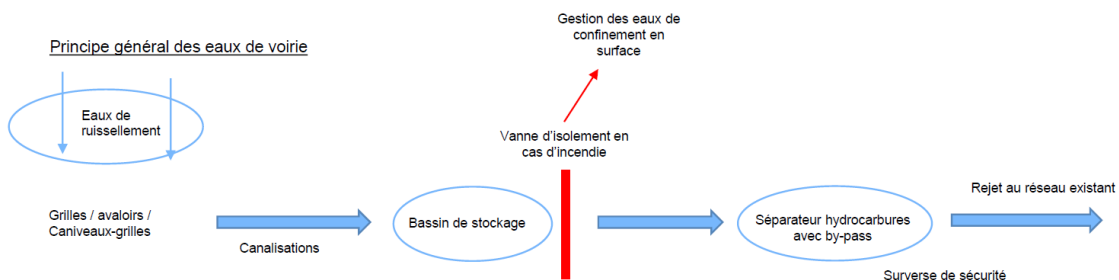 Gestion des eaux de
confinement en
surface
Principe général des eaux de voirie
Eaux de
ruissellement
Vanne d'isolement en
cas d'incendie
Grilles / avaloirs /
Caniveaux-grilles
Canalisations
Bassin de stockage
Séparateur hydrocarbures
avec by-pass
Rejet au réseau existant
Surverse de sécurité